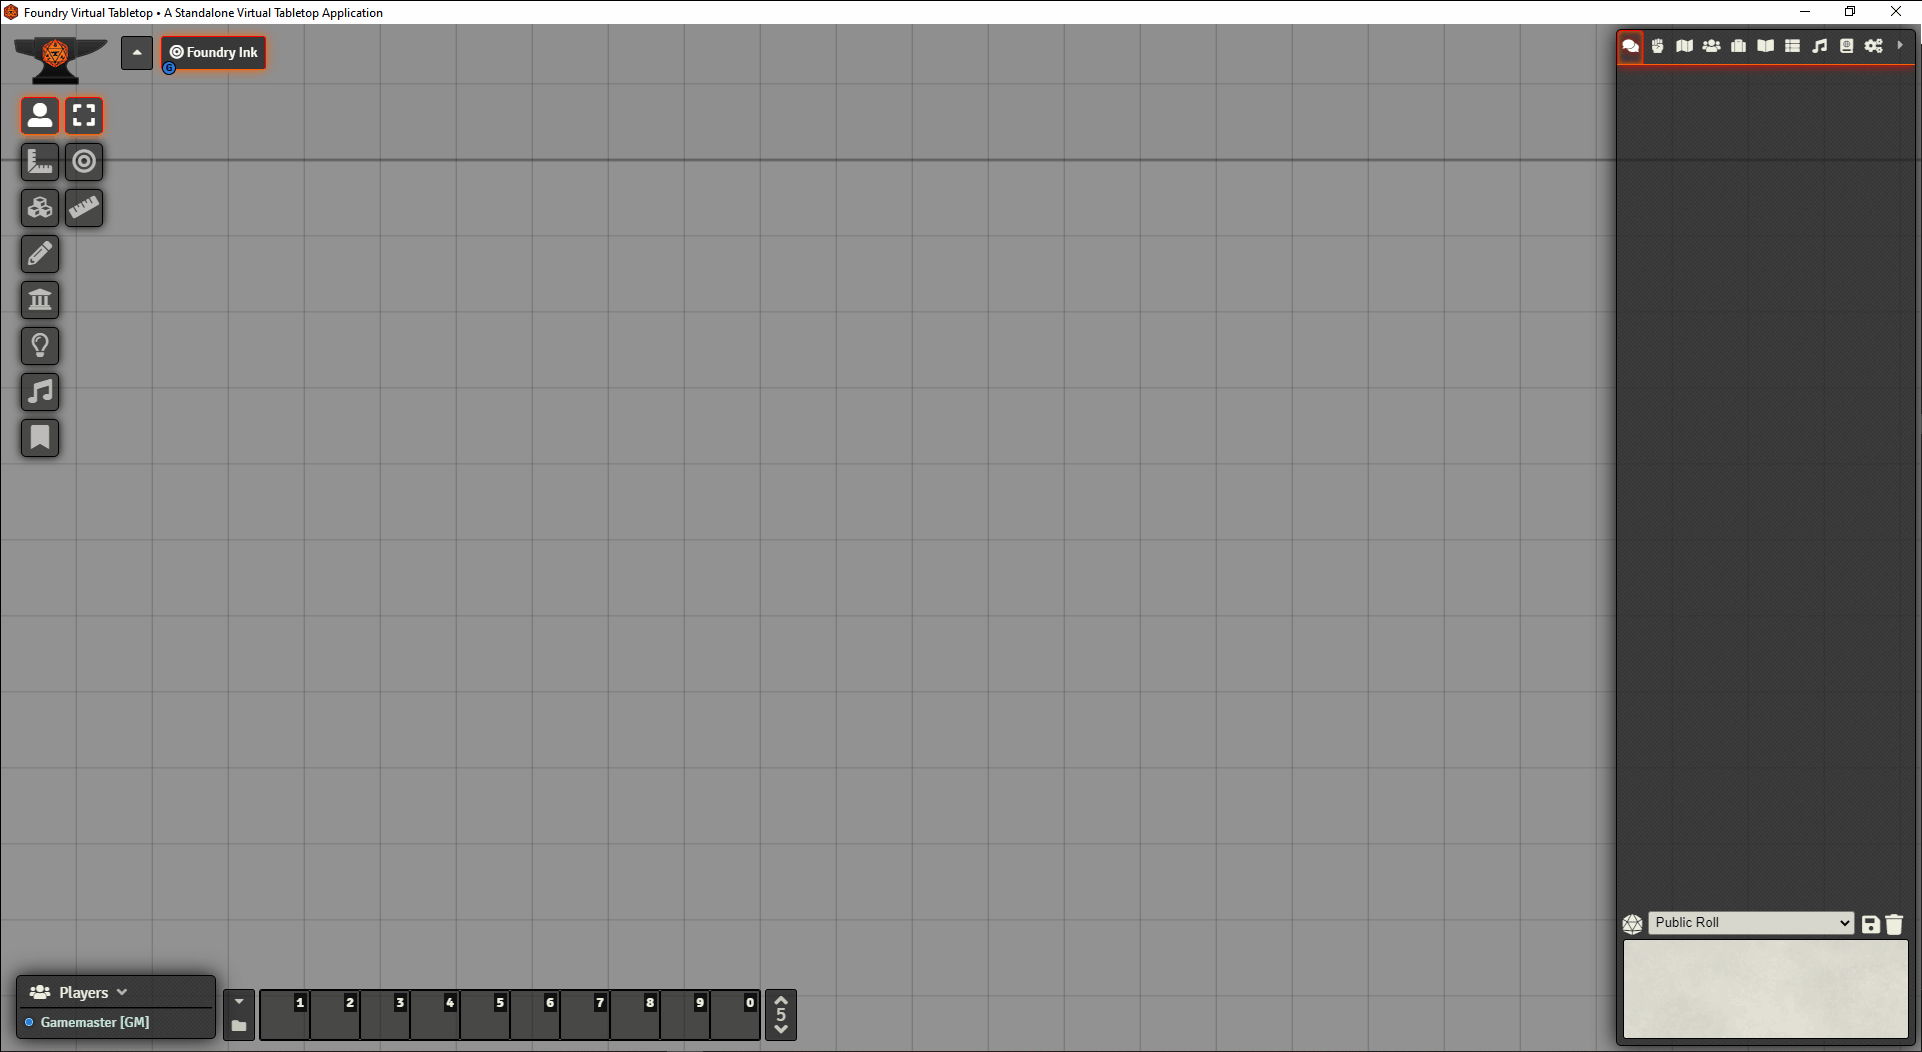 Foundry Virtual Tabletop • A Standalone Virtual Tabletop Application
Foundry Ink
G
Public Roll
Players
Gamemaster [GM]
1 2 3 4 5 6 7 8 9 0
5